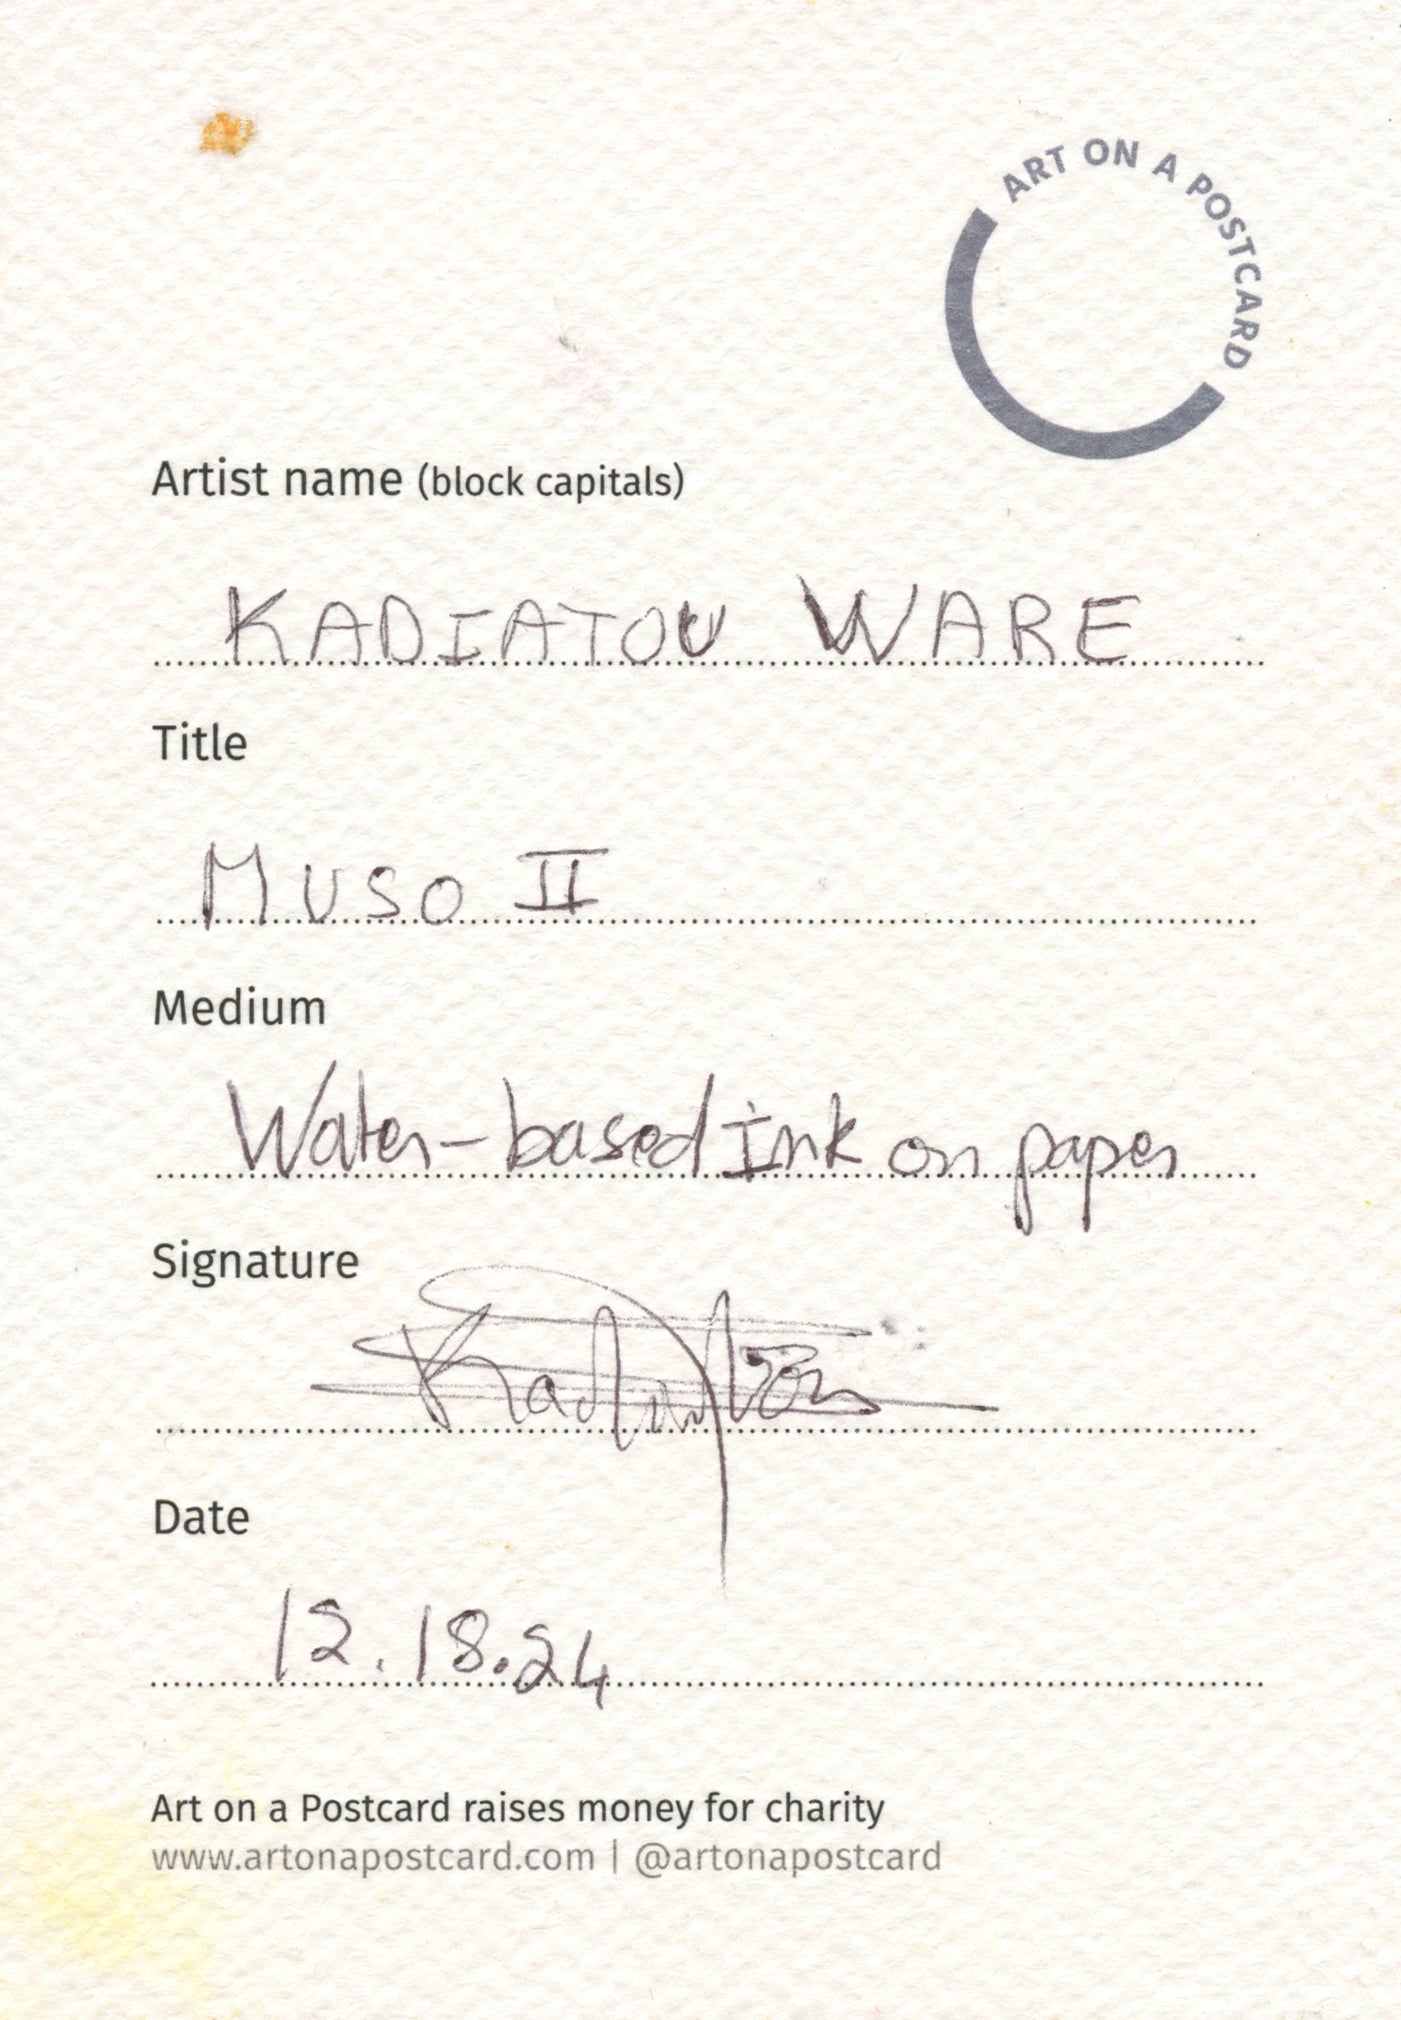 ART ON A POSTCARD
Artist name (block capitals)
KADIATOU WARE
Title
MUSO II
Medium
Water-based ink on paper
Signature
Date
12.18.24
Art on a Postcard raises money for charity
www.artonapostcard.com | @artonapostcard